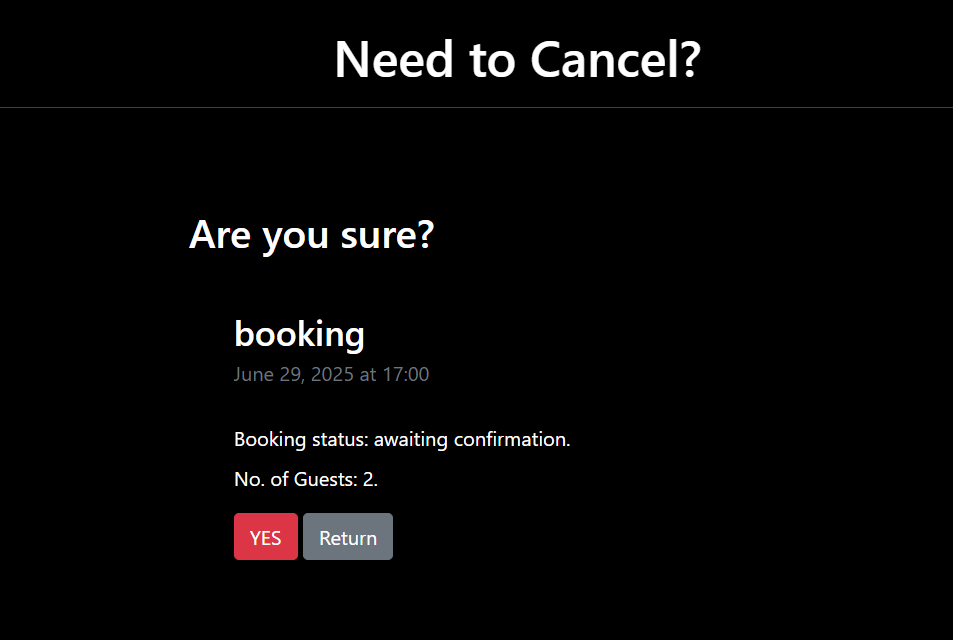 Need to Cancel?
Are you sure?
booking
June 29, 2025 at 17:00
Booking status: awaiting confirmation.
No. of Guests: 2.
YES Return